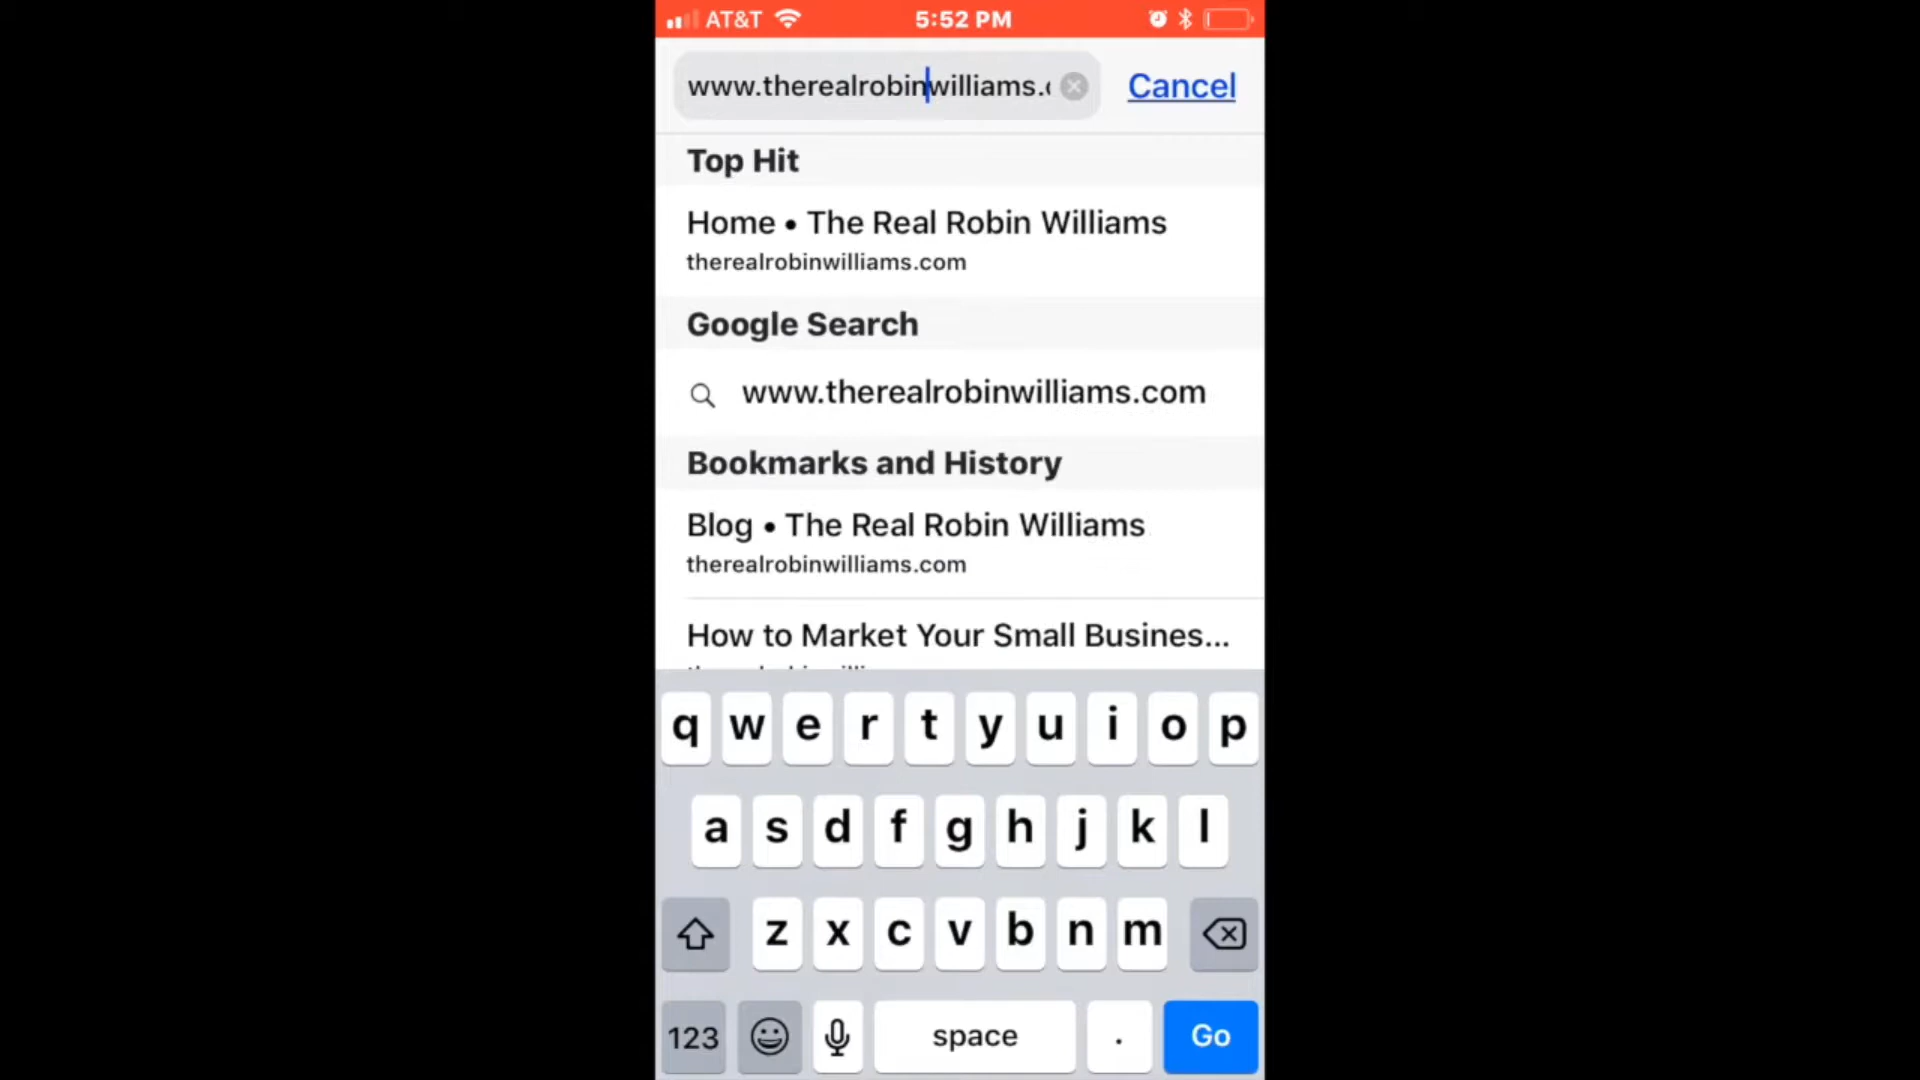 AT&T 5:52 PM
www.therealrobinwilliams. Cancel
Top Hit
Home • The Real Robin Williams
therealrobinwilliams.com
Google Search
www.therealrobinwilliams.com
Bookmarks and History
Blog • The Real Robin Williams
therealrobinwilliams.com
How to Market Your Small Busines...
q w e r t y u i o p
a s d f g h j k l
z x c v b n m
123 space . Go